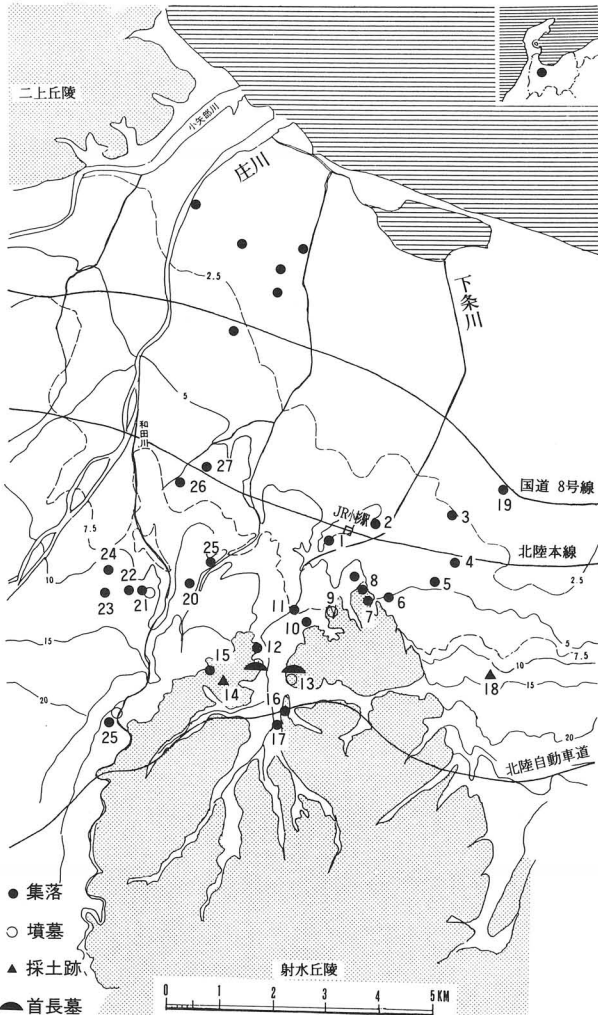 二上丘陵
小矢部川
庄川
2.5
下条川
5
和田川
27
26
国道 8号線
19
7.5
JR小杉駅
2
3
1
北陸本線
24
25
4
10
22
8
5
2.5
23
21
20
9
7
6
11
10
5
15
12
7.5
15
10
14
13
18
15
20
16
20
25
17
北陸自動車道
集落
墳墓
採土跡
首長墓
射水丘陵
0 1 2 3 4 5 KM